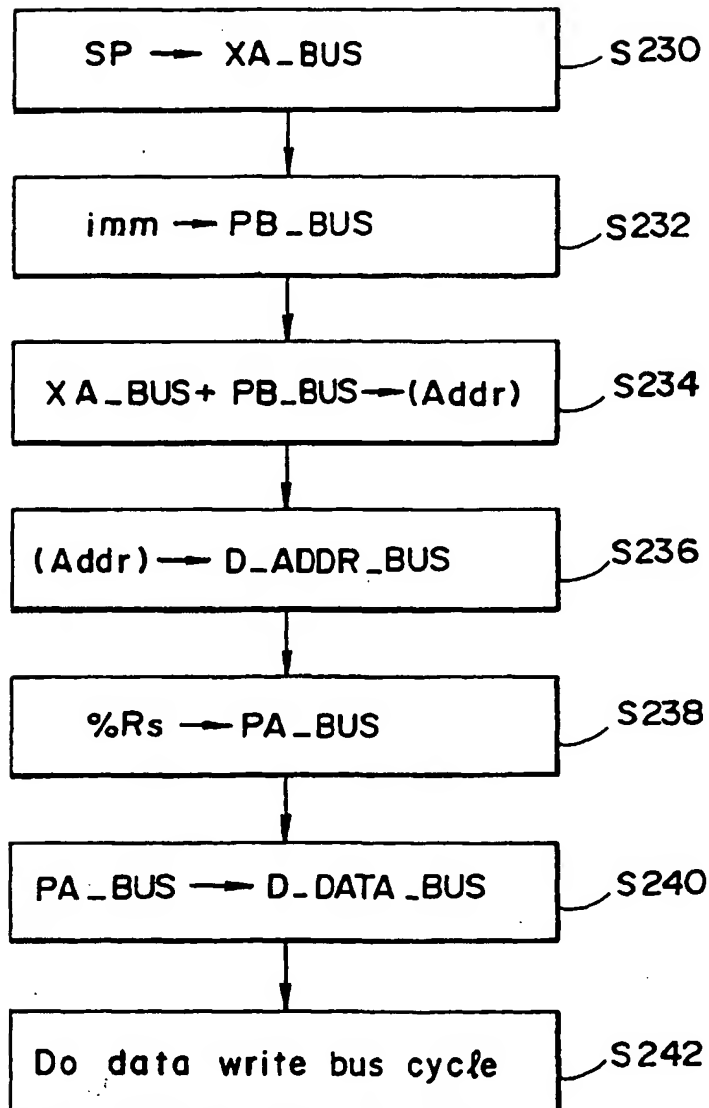 SP → XA_BUS S230
imm → PB_BUS S232
XA_BUS + PB_BUS → (Addr) S234
(Addr) → D_ADDR_BUS S236
%Rs → PA_BUS S238
PA_BUS → D_DATA_BUS S240
Do data write bus cycle S242